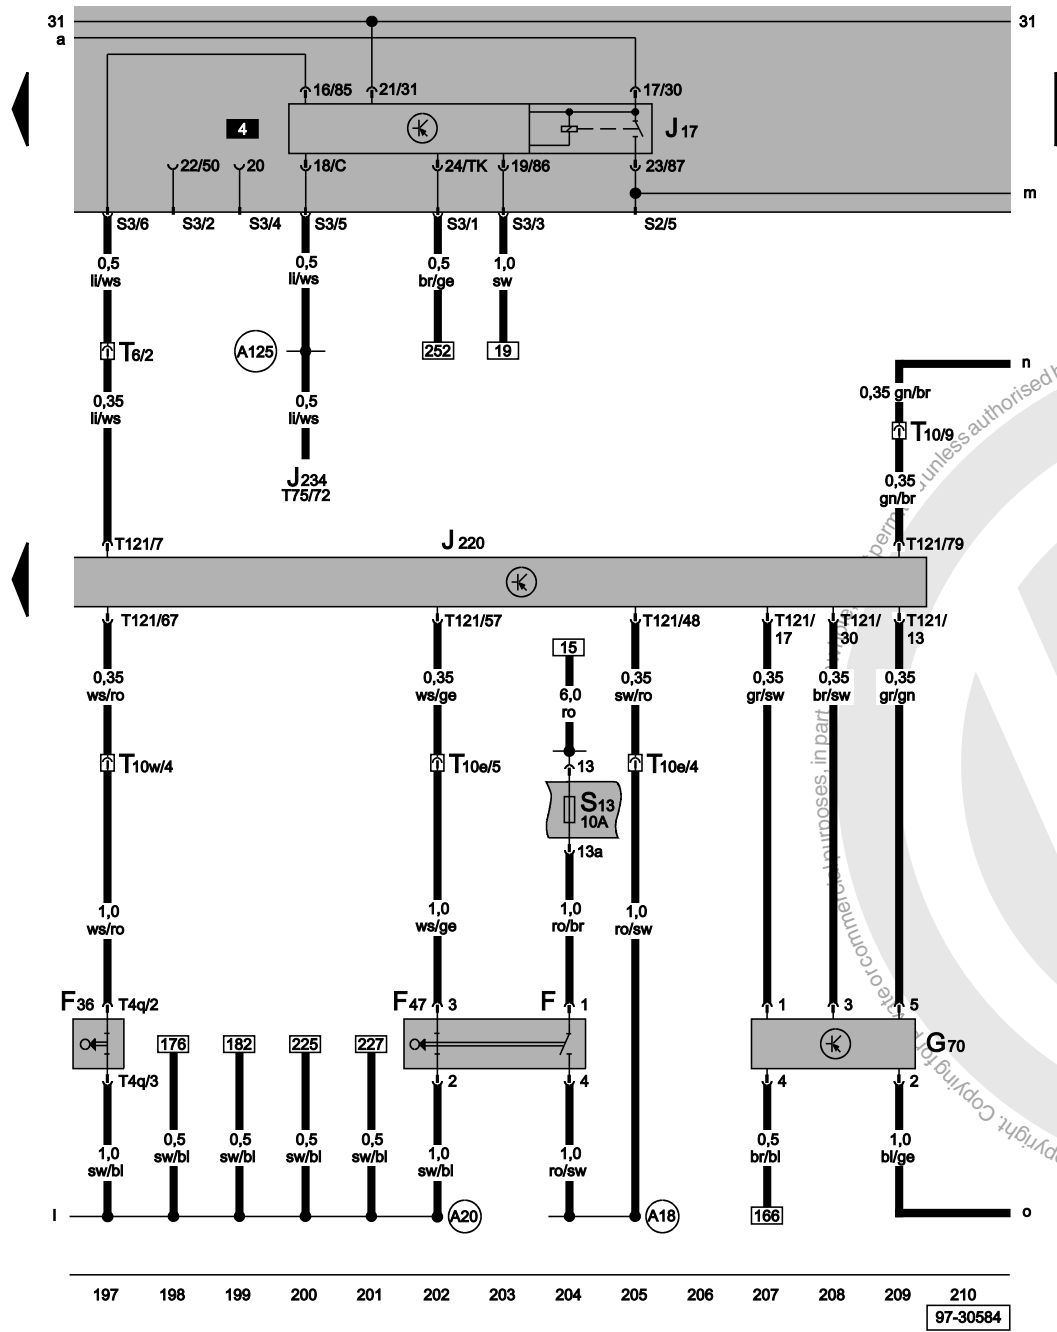 31
31
a
16/85
21/31
17/30
4
J 17
22/50
20
18/C
24/TK
19/86
23/87
m
S3/6
S3/2
S3/4
S3/5
S3/1
S3/3
S2/5
0,5
li/ws
0,5
li/ws
0,5
br/ge
1,0
sw
T6/2
A125
252
19
n
0,35
li/ws
0,5
li/ws
0,35 gn/br
T10/9
J234
T75/72
0,35
gn/br
T121/7
J 220
T121/79
T121/67
T121/57
T121/48
T121/
17
T121/
30
T121/
13
15
0,35
ws/ro
0,35
ws/ge
6,0
ro
0,35
sw/ro
0,35
gr/sw
0,35
br/sw
0,35
gr/gn
T10w/4
T10e/5
13
T10e/4
S13
10A
13a
1,0
ws/ro
1,0
ws/ge
1,0
ro/br
1,0
ro/sw
F36
T4q/2
F47
3
F
1
1
3
5
176
182
225
227
G70
T4q/3
2
4
4
2
1,0
sw/bl
0,5
sw/bl
0,5
sw/bl
0,5
sw/bl
0,5
sw/bl
1,0
sw/bl
1,0
ro/sw
0,5
br/bl
1,0
bl/ge
l
A20
A18
166
o
197 198 199 200 201 202 203 204 205 206 207 208 209 210
97-30584
unless authorised
purposes, in part
or commercial
Copying for